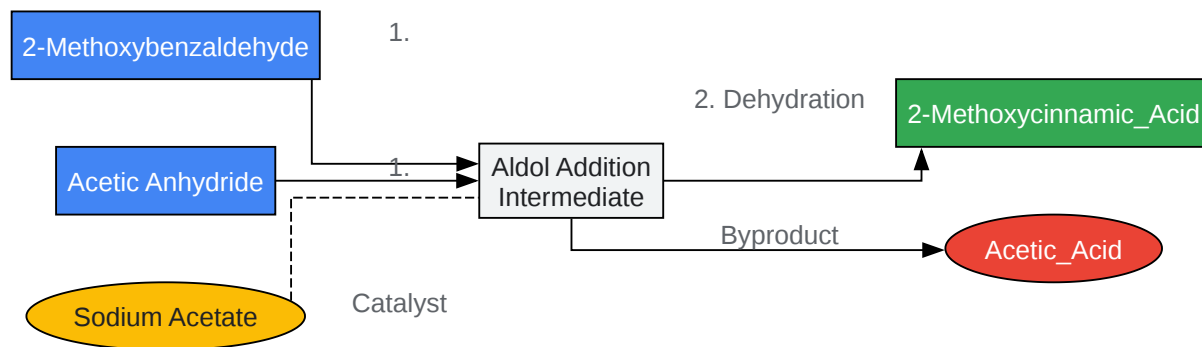 2-Methoxybenzaldehyde
1.
2. Dehydration
2-Methoxycinnamic_Acid
Acetic Anhydride
1.
Aldol Addition
Intermediate
Byproduct
Acetic_Acid
Sodium Acetate
Catalyst